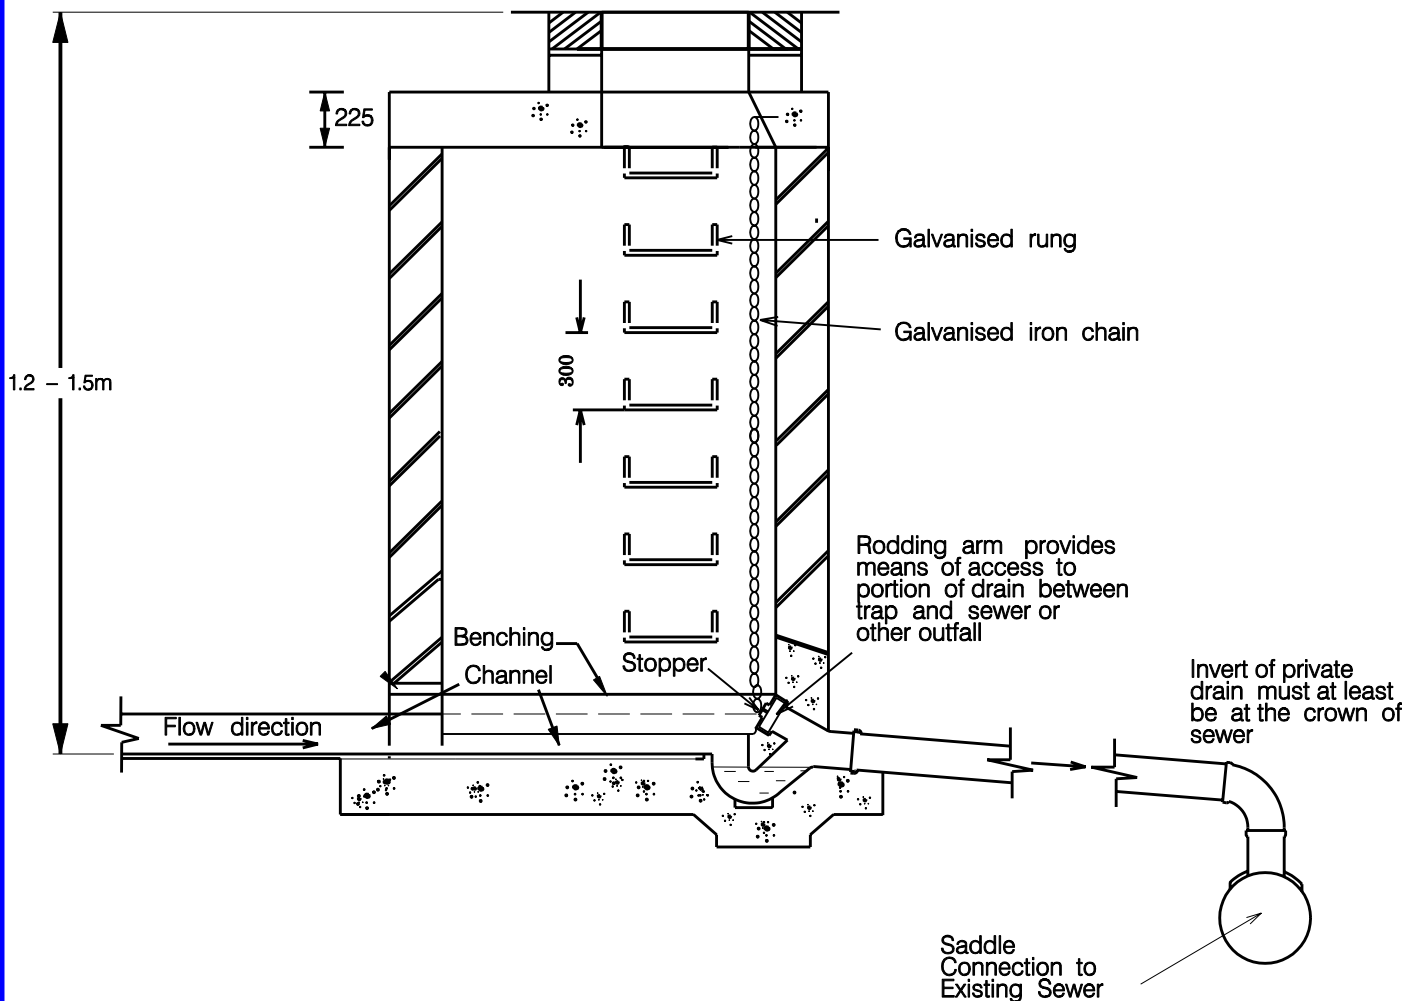 225
Galvanised rung
Galvanised iron chain
300
1.2 – 1.5m
Rodding arm provides
means of access to
portion of drain between
trap and sewer or
other outfall
Benching
Stopper
Channel
Invert of private
drain must at least
be at the crown of
sewer
Flow direction
Saddle
Connection to
Existing Sewer